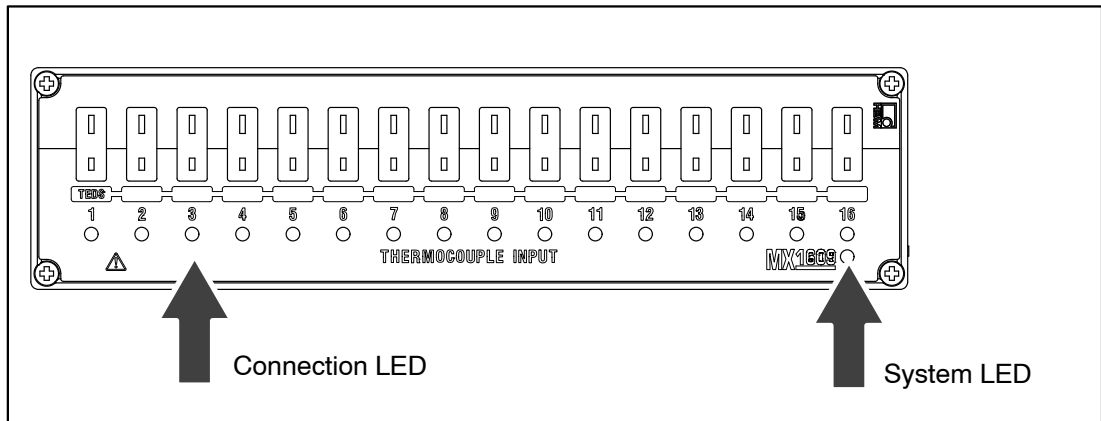 HBM
TEDS
1 2 3 4 5 6 7 8 9 10 11 12 13 14 15 16
THERMOCOUPLE INPUT MX1609
Connection LED
System LED